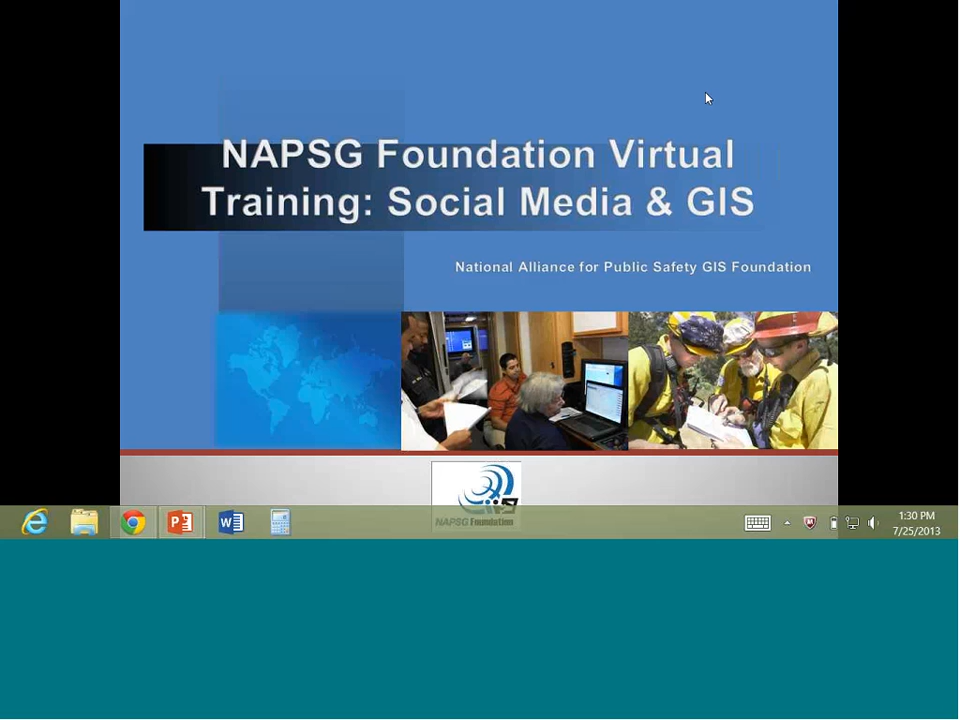 NAPSG Foundation Virtual
Training: Social Media & GIS
National Alliance for Public Safety GIS Foundation
NAPSG Foundation
1:30 PM
7/25/2013